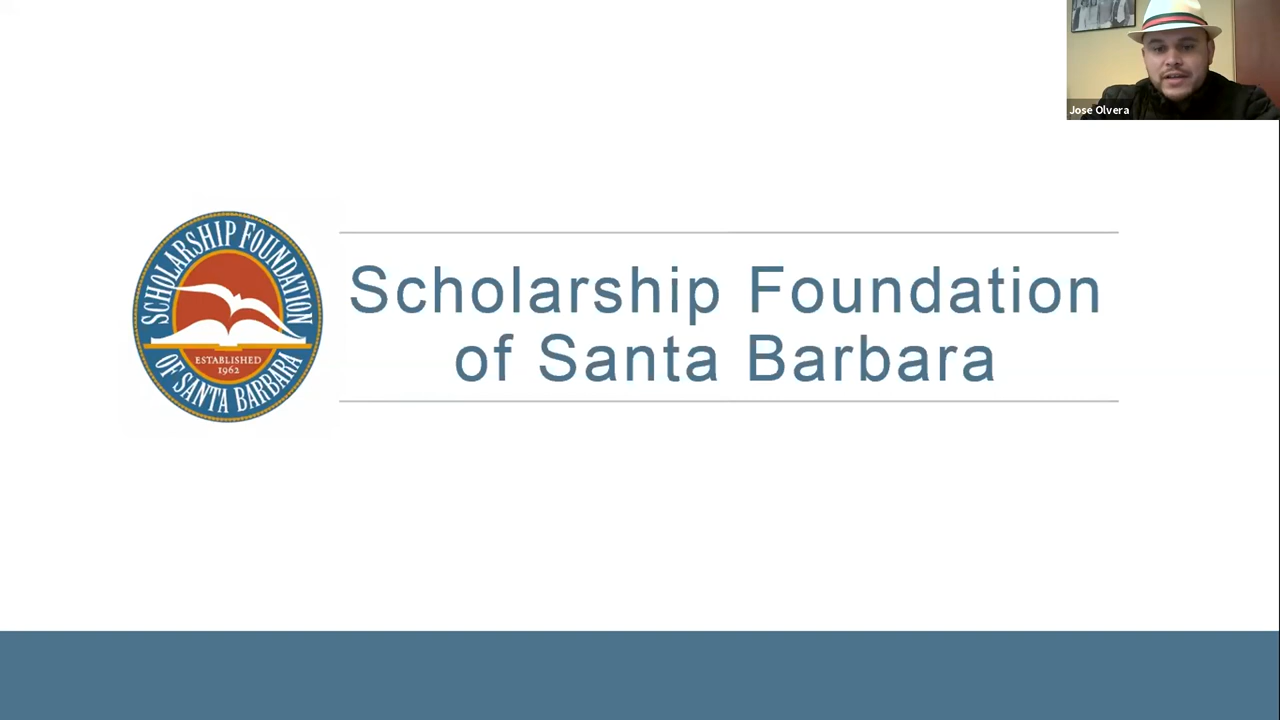 Jose Olvera
SCHOLARSHIP FOUNDATION
OF SANTA BARBARA
ESTABLISHED
1962
Scholarship Foundation
of Santa Barbara